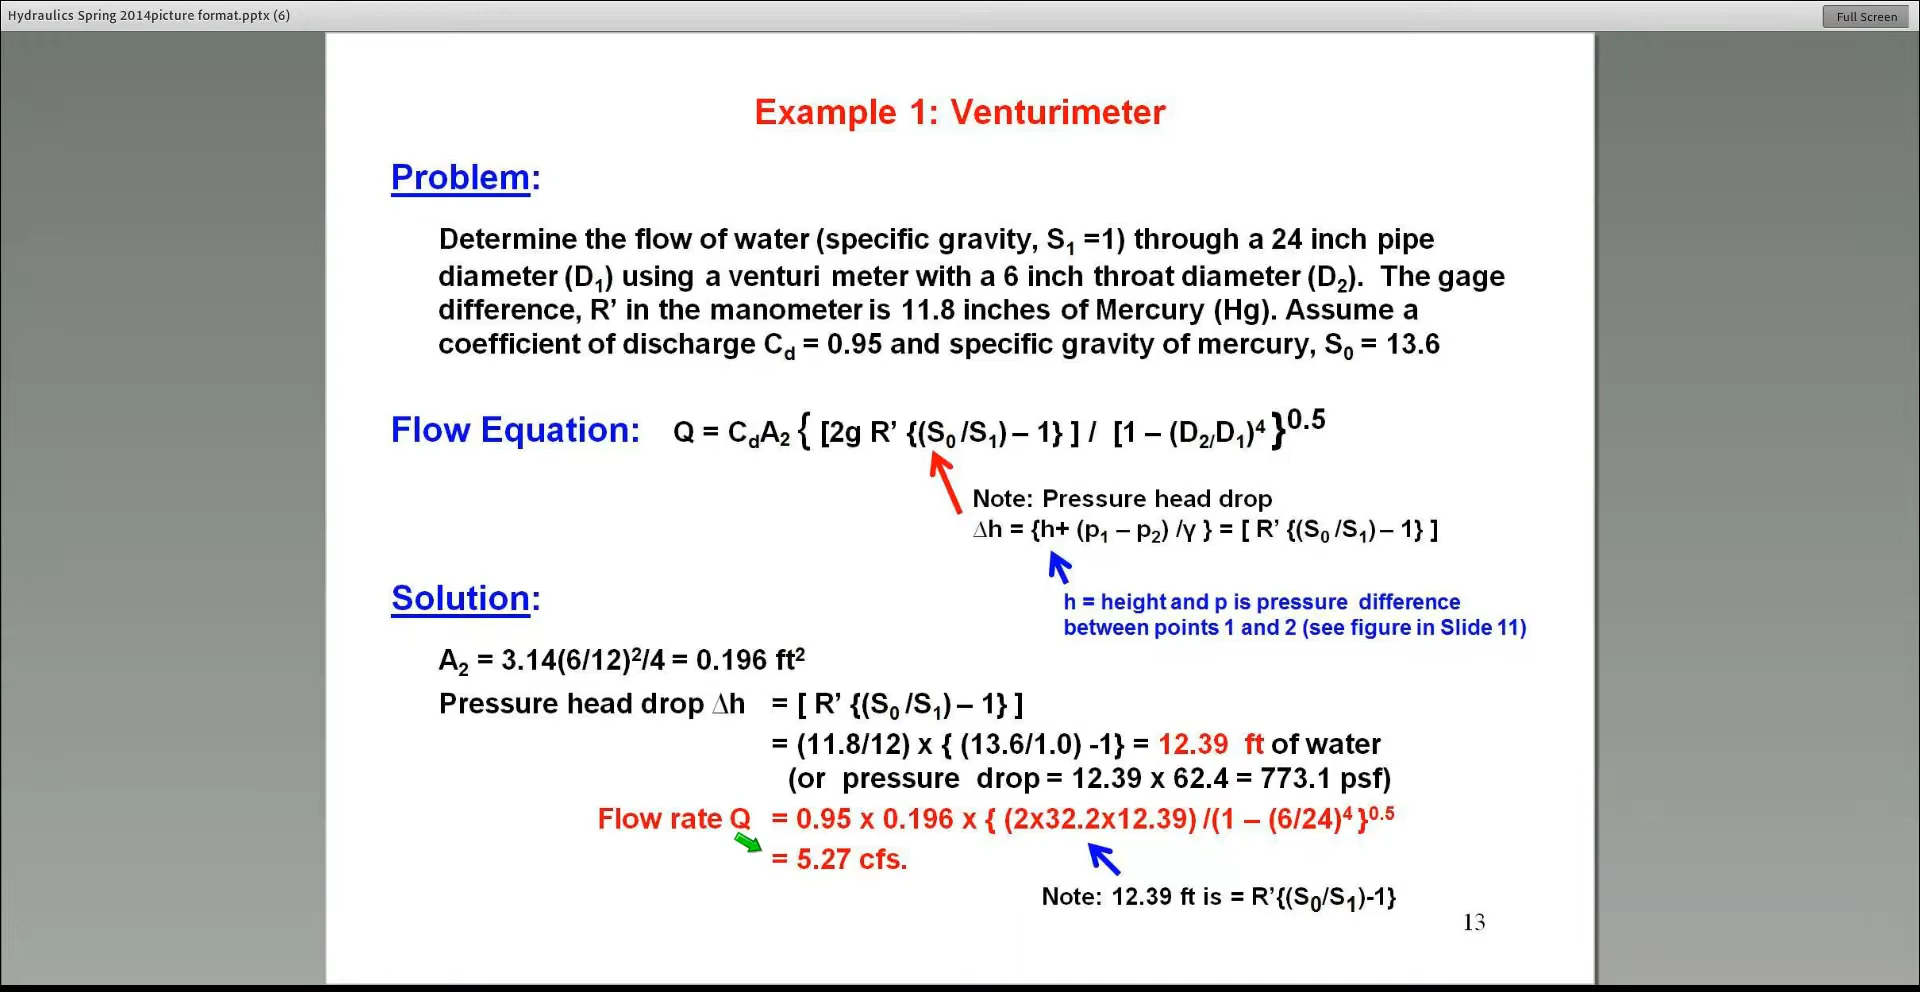 Hydraulics Spring 2014picture format.pptx (6)
Full Screen
Example 1: Venturimeter
Problem:
Determine the flow of water (specific gravity, S₁ =1) through a 24 inch pipe
diameter (D₁) using a venturi meter with a 6 inch throat diameter (D₂). The gage
difference, R’ in the manometer is 11.8 inches of Mercury (Hg). Assume a
coefficient of discharge C_d = 0.95 and specific gravity of mercury, S₀ = 13.6
Flow Equation: Q = C_dA₂ { [2g R’ {(S₀ /S₁) – 1} ] / [1 – (D₂/D₁)⁴ }⁰·⁵
Note: Pressure head drop
Δh = {h+ (p₁ – p₂) /γ } = [ R’ {(S₀ /S₁) – 1} ]
h = height and p is pressure difference
between points 1 and 2 (see figure in Slide 11)
Solution:
A₂ = 3.14(6/12)²/4 = 0.196 ft²
Pressure head drop Δh = [ R’ {(S₀ /S₁) – 1} ]
= (11.8/12) x { (13.6/1.0) -1} = 12.39 ft of water
(or pressure drop = 12.39 x 62.4 = 773.1 psf)
Flow rate Q = 0.95 x 0.196 x { (2x32.2x12.39) /(1 – (6/24)⁴ }⁰·⁵
= 5.27 cfs.
Note: 12.39 ft is = R’{(S₀/S₁)-1}
13